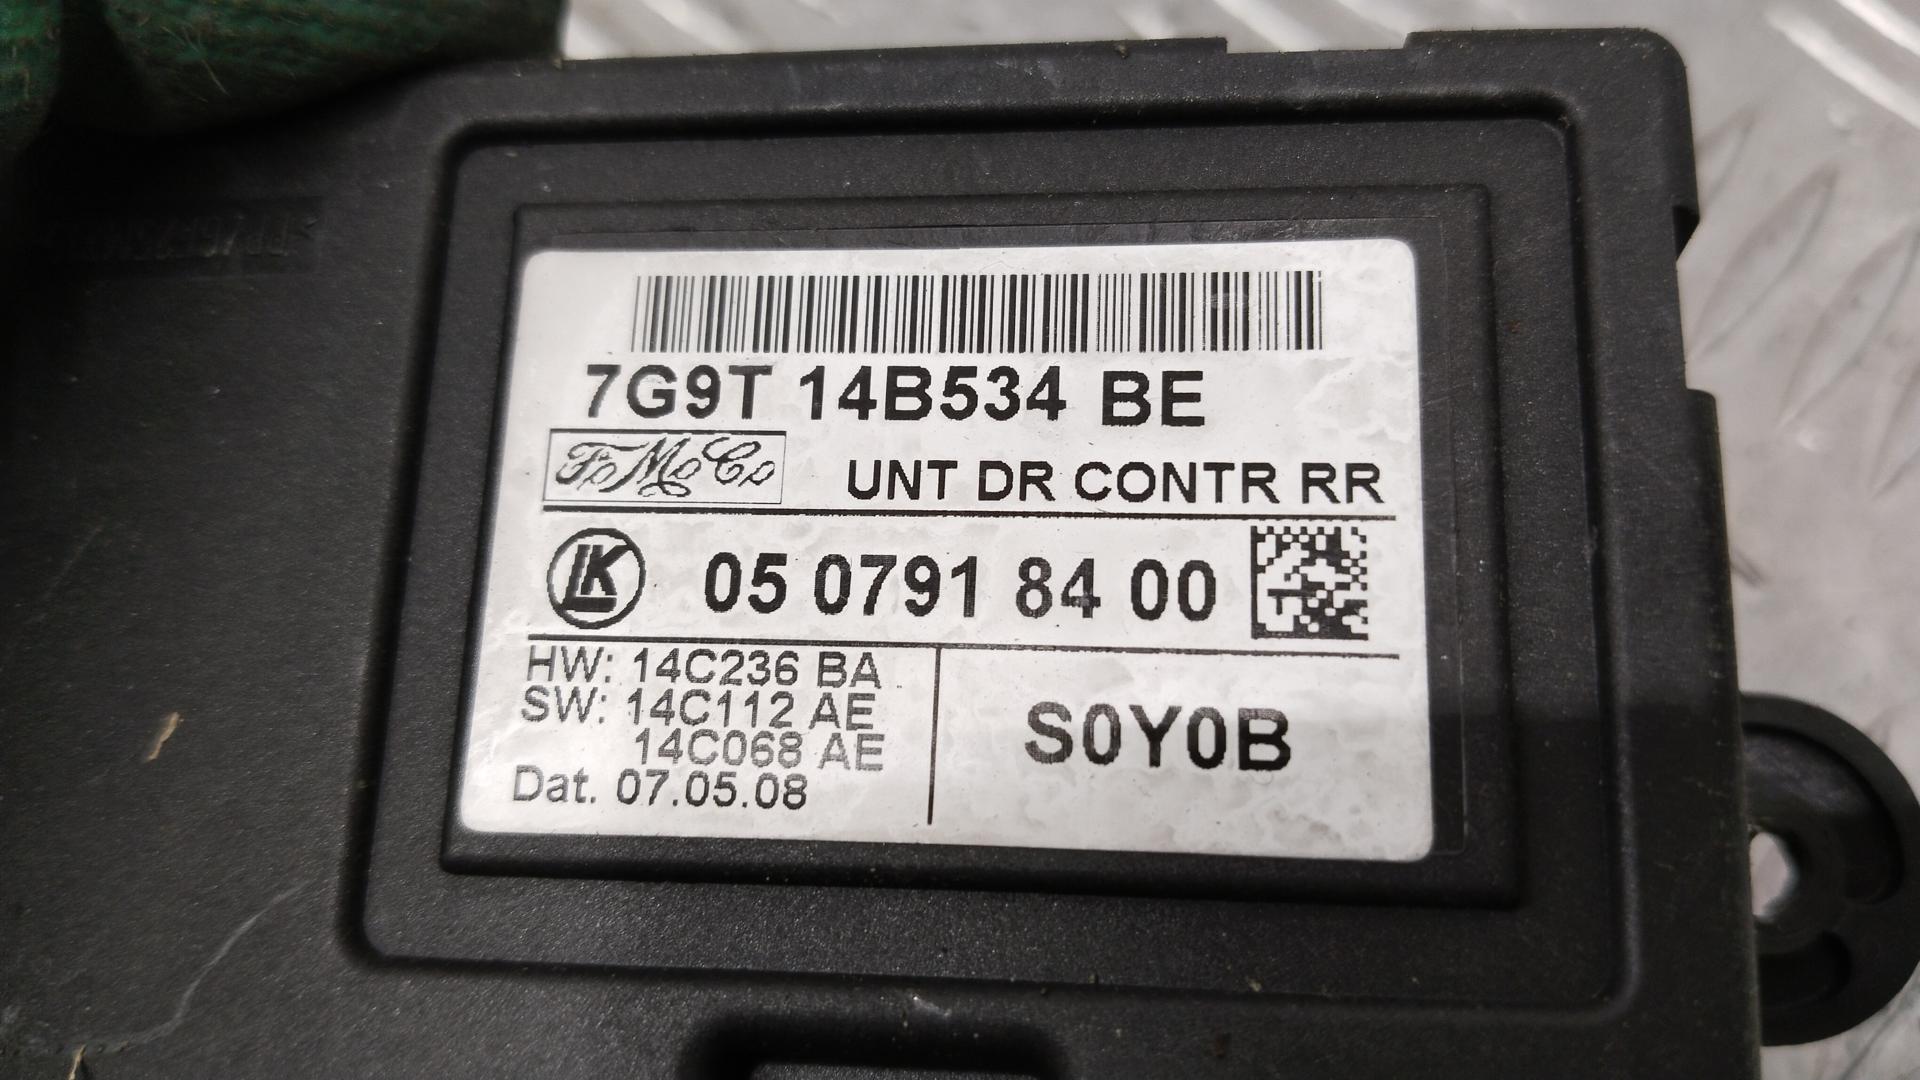 7G9T 14B534 BE
FoMoCo
UNT DR CONTR RR
LK
05 0791 84 00
HW: 14C236 BA
SW: 14C112 AE
14C068 AE
Dat. 07.05.08
S0Y0B